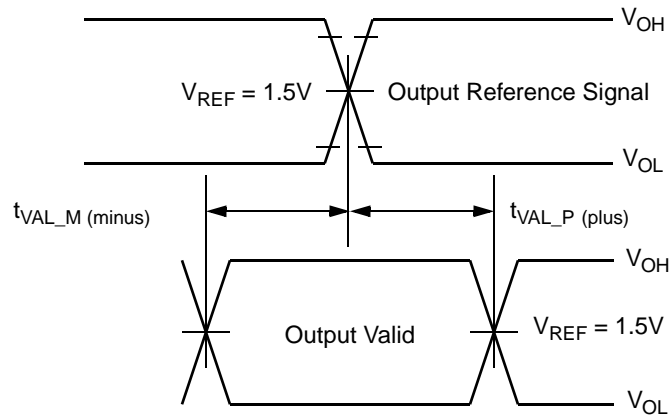 V_OH
V_REF = 1.5V
Output Reference Signal
V_OL
t_VAL_M (minus)
t_VAL_P (plus)
V_OH
Output Valid
V_REF = 1.5V
V_OL